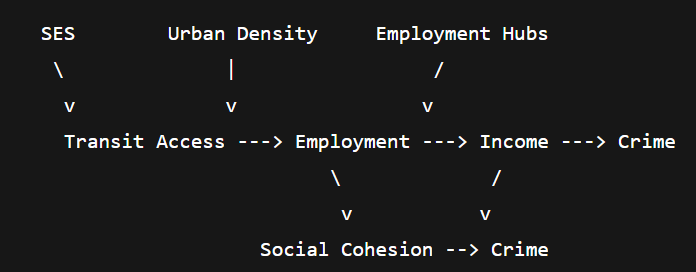 SES Urban Density Employment Hubs
\ | /
v v v
Transit Access ---> Employment ---> Income ---> Crime
\ /
v v
Social Cohesion --> Crime